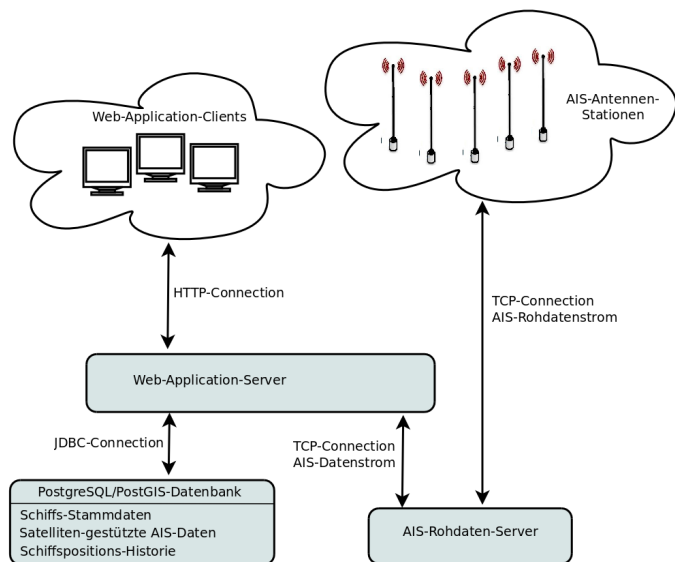 Web-Application-Clients
AIS-Antennen-
Stationen
HTTP-Connection
TCP-Connection
AIS-Rohdatenstrom
Web-Application-Server
JDBC-Connection
TCP-Connection
AIS-Datenstrom
PostgreSQL/PostGIS-Datenbank
Schiffs-Stammdaten
Satelliten-gestützte AIS-Daten
Schiffspositions-Historie
AIS-Rohdaten-Server